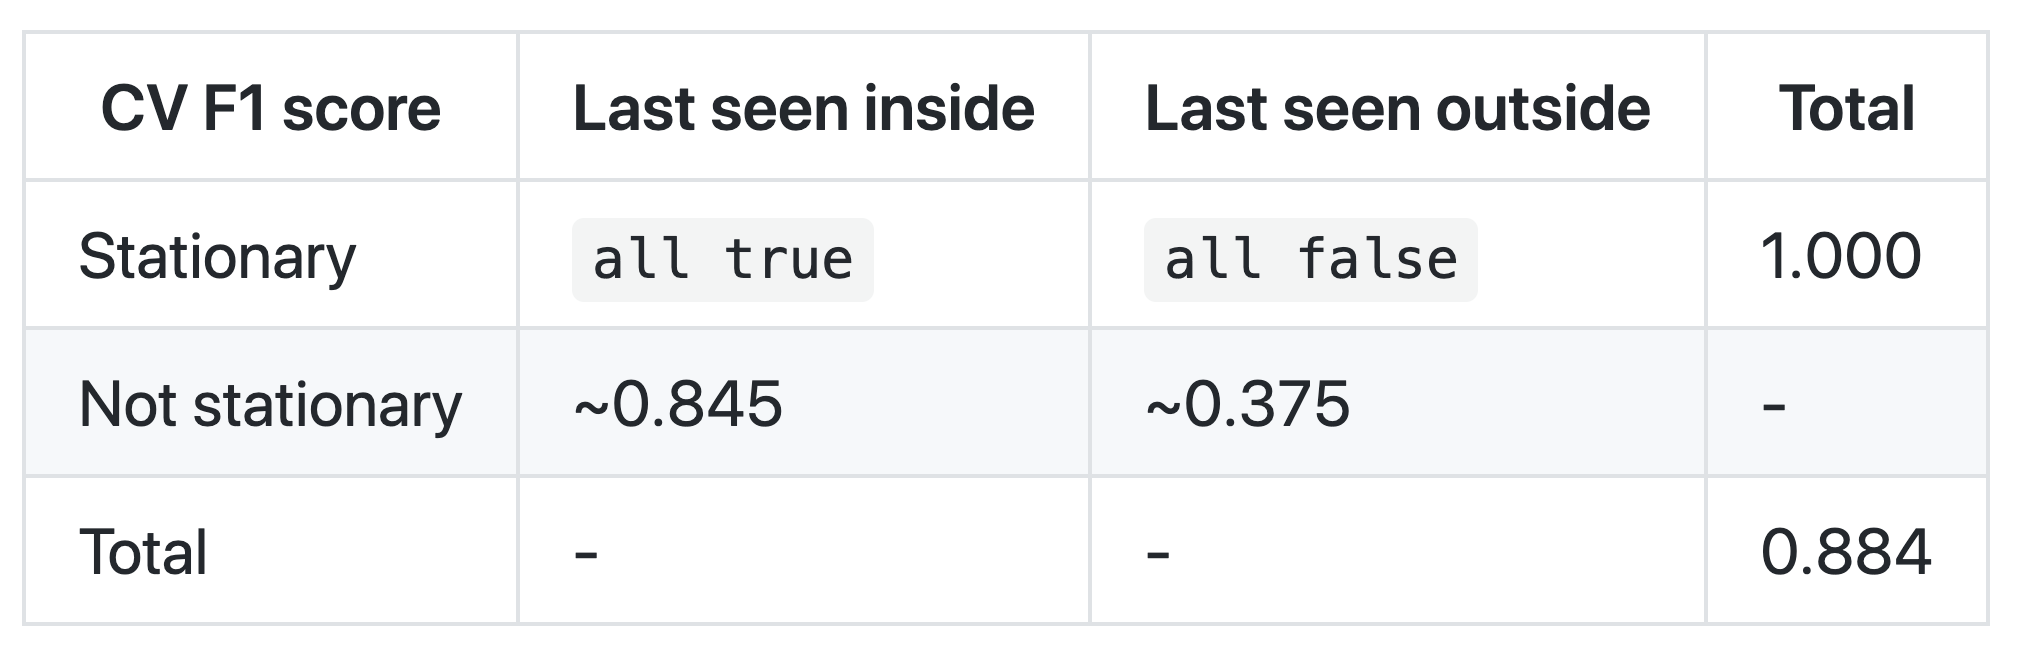 CV F1 score Last seen inside Last seen outside Total
Stationary all true all false 1.000
Not stationary ~0.845 ~0.375 -
Total - - 0.884